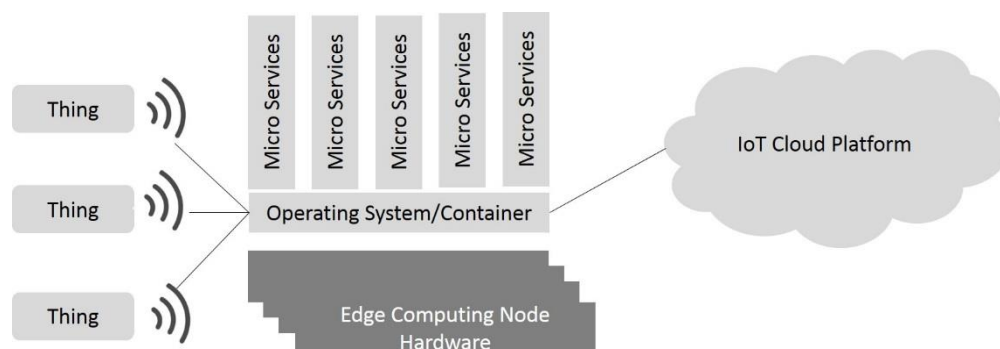 Thing
Thing
Thing
Micro Services
Micro Services
Micro Services
Micro Services
Micro Services
Operating System/Container
Edge Computing Node
Hardware
IoT Cloud Platform